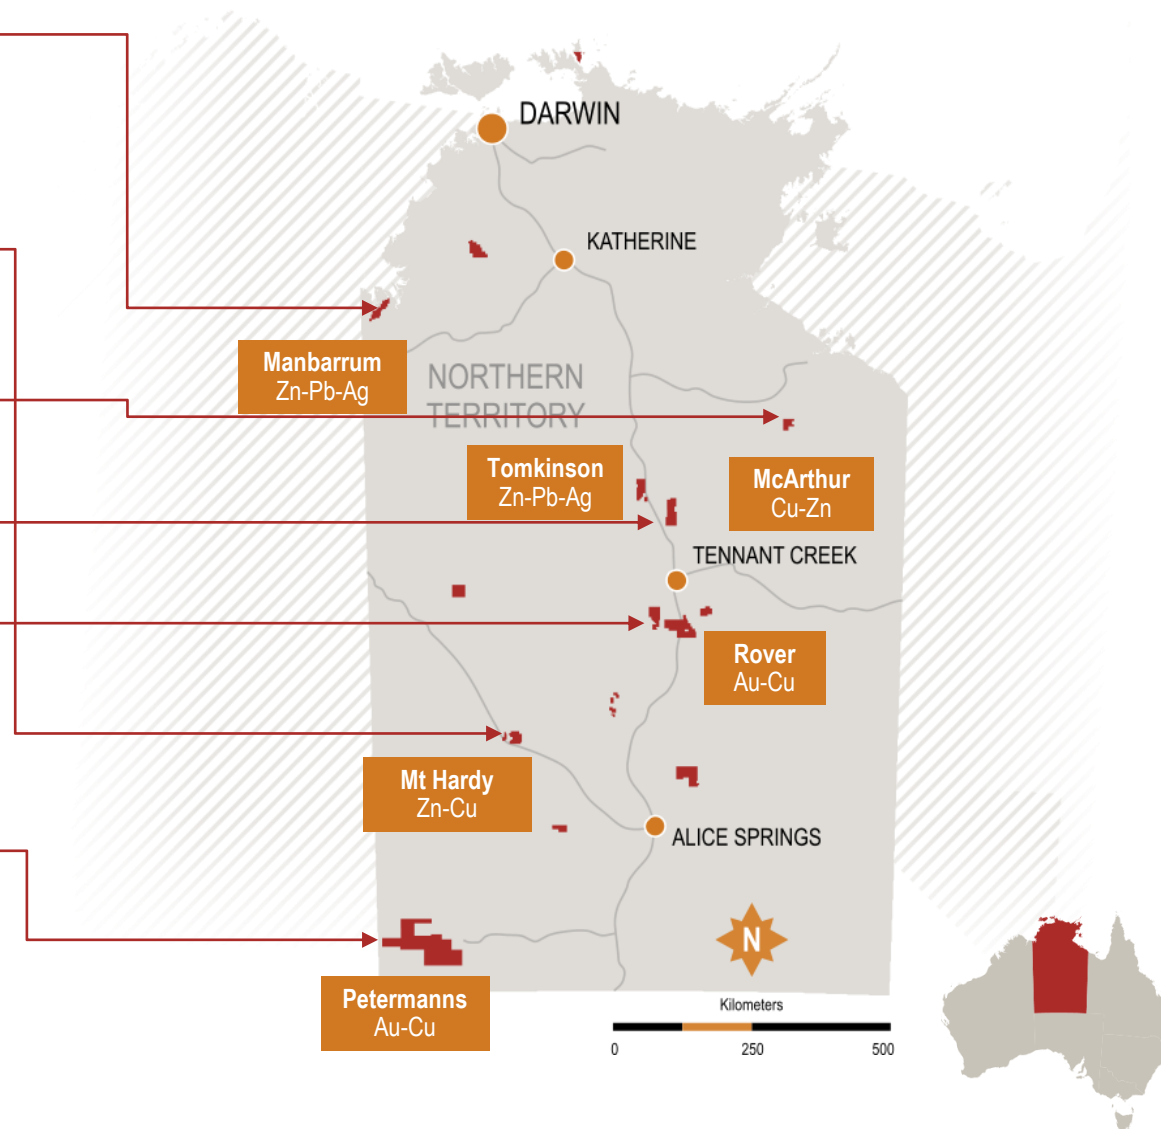 DARWIN
KATHERINE
Manbarrum
Zn-Pb-Ag
NORTHERN
TERRITORY
Tomkinson
Zn-Pb-Ag
McArthur
Cu-Zn
TENNANT CREEK
Rover
Au-Cu
Mt Hardy
Zn-Cu
ALICE SPRINGS
N
Petermanns
Au-Cu
Kilometers
0 250 500